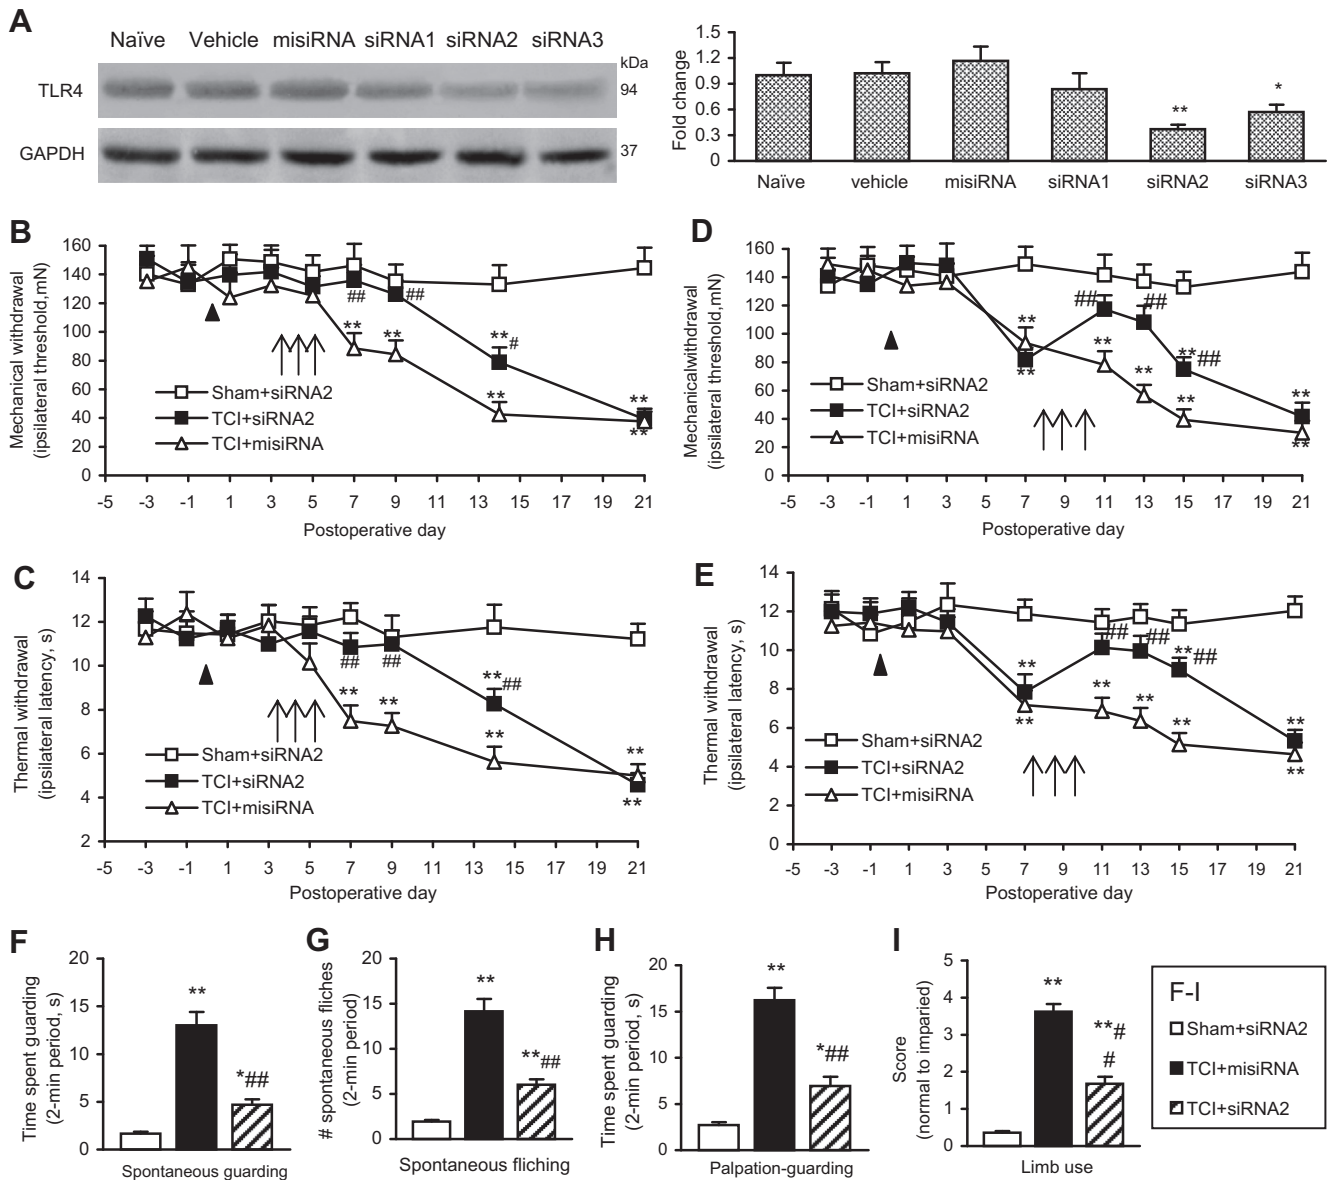 A
Naïve Vehicle misiRNA siRNA1 siRNA2 siRNA3
kDa
TLR4
94
GAPDH
37
Fold change
1.5
1.2
0.9
0.6
0.3
0
**
*
Naïve vehicle misiRNA siRNA1 siRNA2 siRNA3
B
Mechanical withdrawal
(ipsilateral threshold,mN)
160
140
120
100
80
60
40
20
0
##
##
**
**
**
#
**
**
**
Sham+siRNA2
TCI+siRNA2
TCI+misiRNA
-5 -3 -1 1 3 5 7 9 11 13 15 17 19 21
Postoperative day
D
Mechanicalwithdrawal
(ipsilateral threshold,mN)
160
140
120
100
80
60
40
20
0
**
**
##
##
**
**
**##
**
**
**
Sham+siRNA2
TCI+siRNA2
TCI+misiRNA
-5 -3 -1 1 3 5 7 9 11 13 15 17 19 21
Postoperative day
C
Thermal withdrawal
(ipsilateral latency, s)
14
12
10
8
6
4
2
##
##
**
**
**##
**
**
**
Sham+siRNA2
TCI+siRNA2
TCI+misiRNA
-5 -3 -1 1 3 5 7 9 11 13 15 17 19 21
Postoperative day
E
Thermal withdrawal
(ipsilateral latency, s)
14
12
10
8
6
4
2
0
**
**
##
##
**##
**
**
**
**
**
Sham+siRNA2
TCI+siRNA2
TCI+misiRNA
-5 -3 -1 1 3 5 7 9 11 13 15 17 19 21
Postoperative day
F
Time spent guarding
(2-min period, s)
20
15
10
5
0
**
*##
Spontaneous guarding
G
# spontaneous fliches
(2-min period)
20
15
10
5
0
**
**##
Spontaneous fliching
H
Time spent guarding
(2-min period, s)
20
15
10
5
0
**
*##
Palpation-guarding
I
Score
(normal to imparied)
5
4
3
2
1
0
**
**#
#
Limb use
F-I
Sham+siRNA2
TCI+misiRNA
TCI+siRNA2